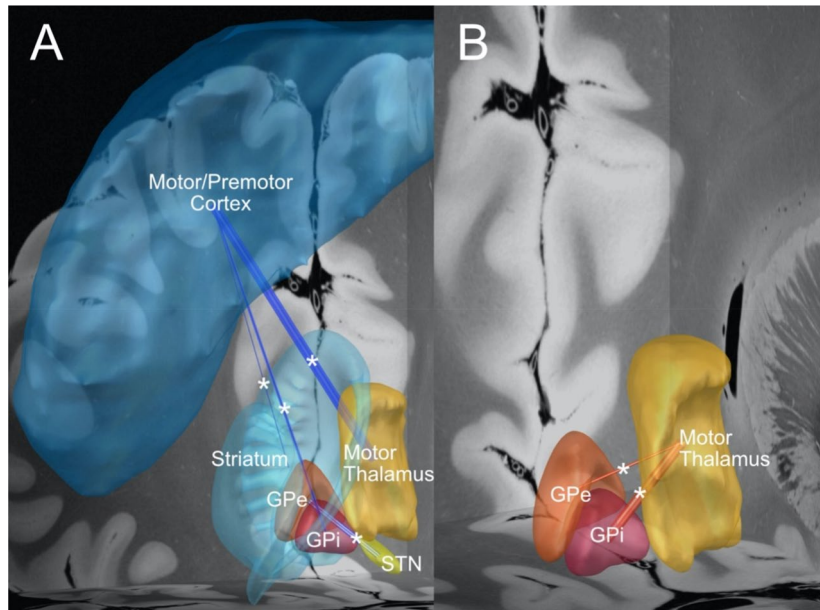 A
Motor/Premotor
Cortex
*
*
*
Striatum
Motor
Thalamus
GPe
GPi
*
STN
B
Motor
Thalamus
*
GPe
*
GPi